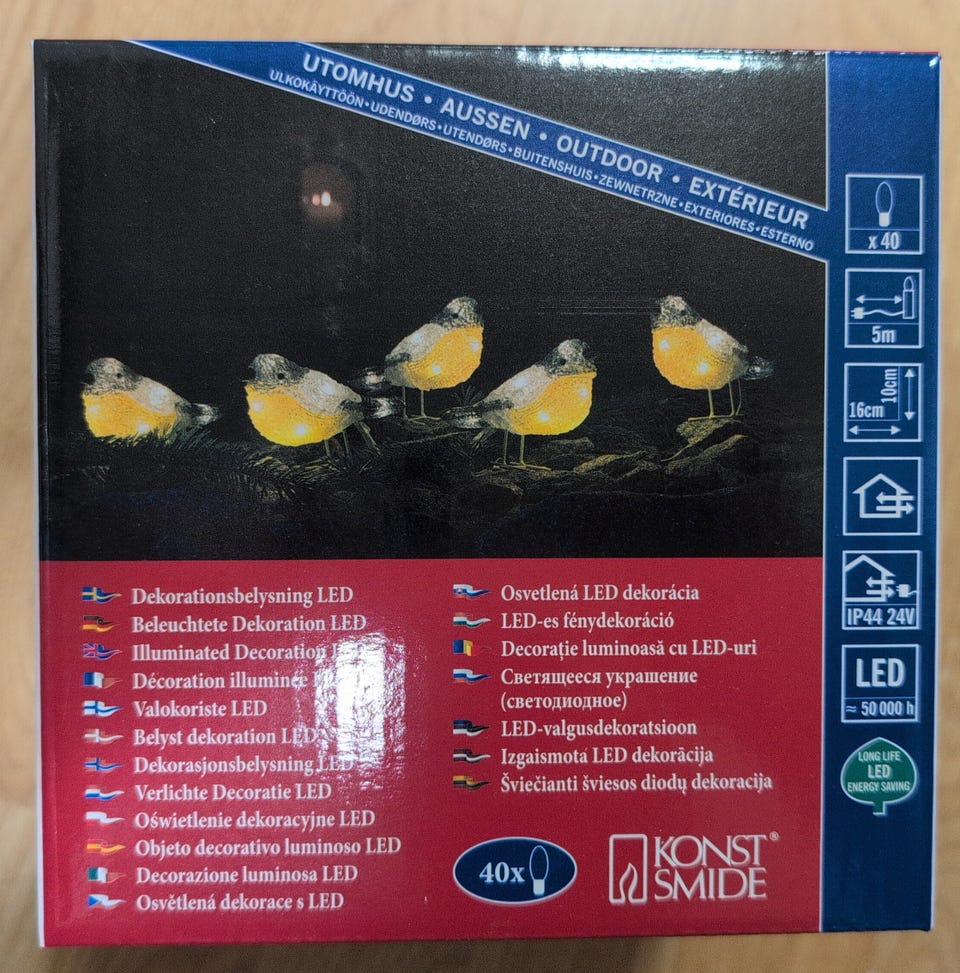 UTOMHUS • AUSSEN • OUTDOOR • EXTÉRIEUR
ULKOKÄYTTÖÖN•UDENDØRS•UTENDØRS•BUITENSHUIS•ZEWNETRZNE•EXTERIORES•ESTERNO
x 40
5m
10cm
16cm
IP44 24V
LED
≈ 50 000 h
LONG LIFE
LED
ENERGY SAVING
Dekorationsbelysning LED
Beleuchtete Dekoration LED
Illuminated Decoration
Décoration illuminée
Valokoriste LED
Belyst dekoration LED
Dekorasjonsbelysning LED
Verlichte Decoratie LED
Oświetlenie dekoracyjne LED
Objeto decorativo luminoso LED
Decorazione luminosa LED
Osvětlená dekorace s LED
Osvetlená LED dekorácia
LED-es fénydekoráció
Decorație luminoasă cu LED-uri
Светящееся украшение
(светодиодное)
LED-valgusdekoratsioon
Izgaismota LED dekorācija
Šviečianti šviesos diodų dekoracija
40x
KONST®
SMIDE